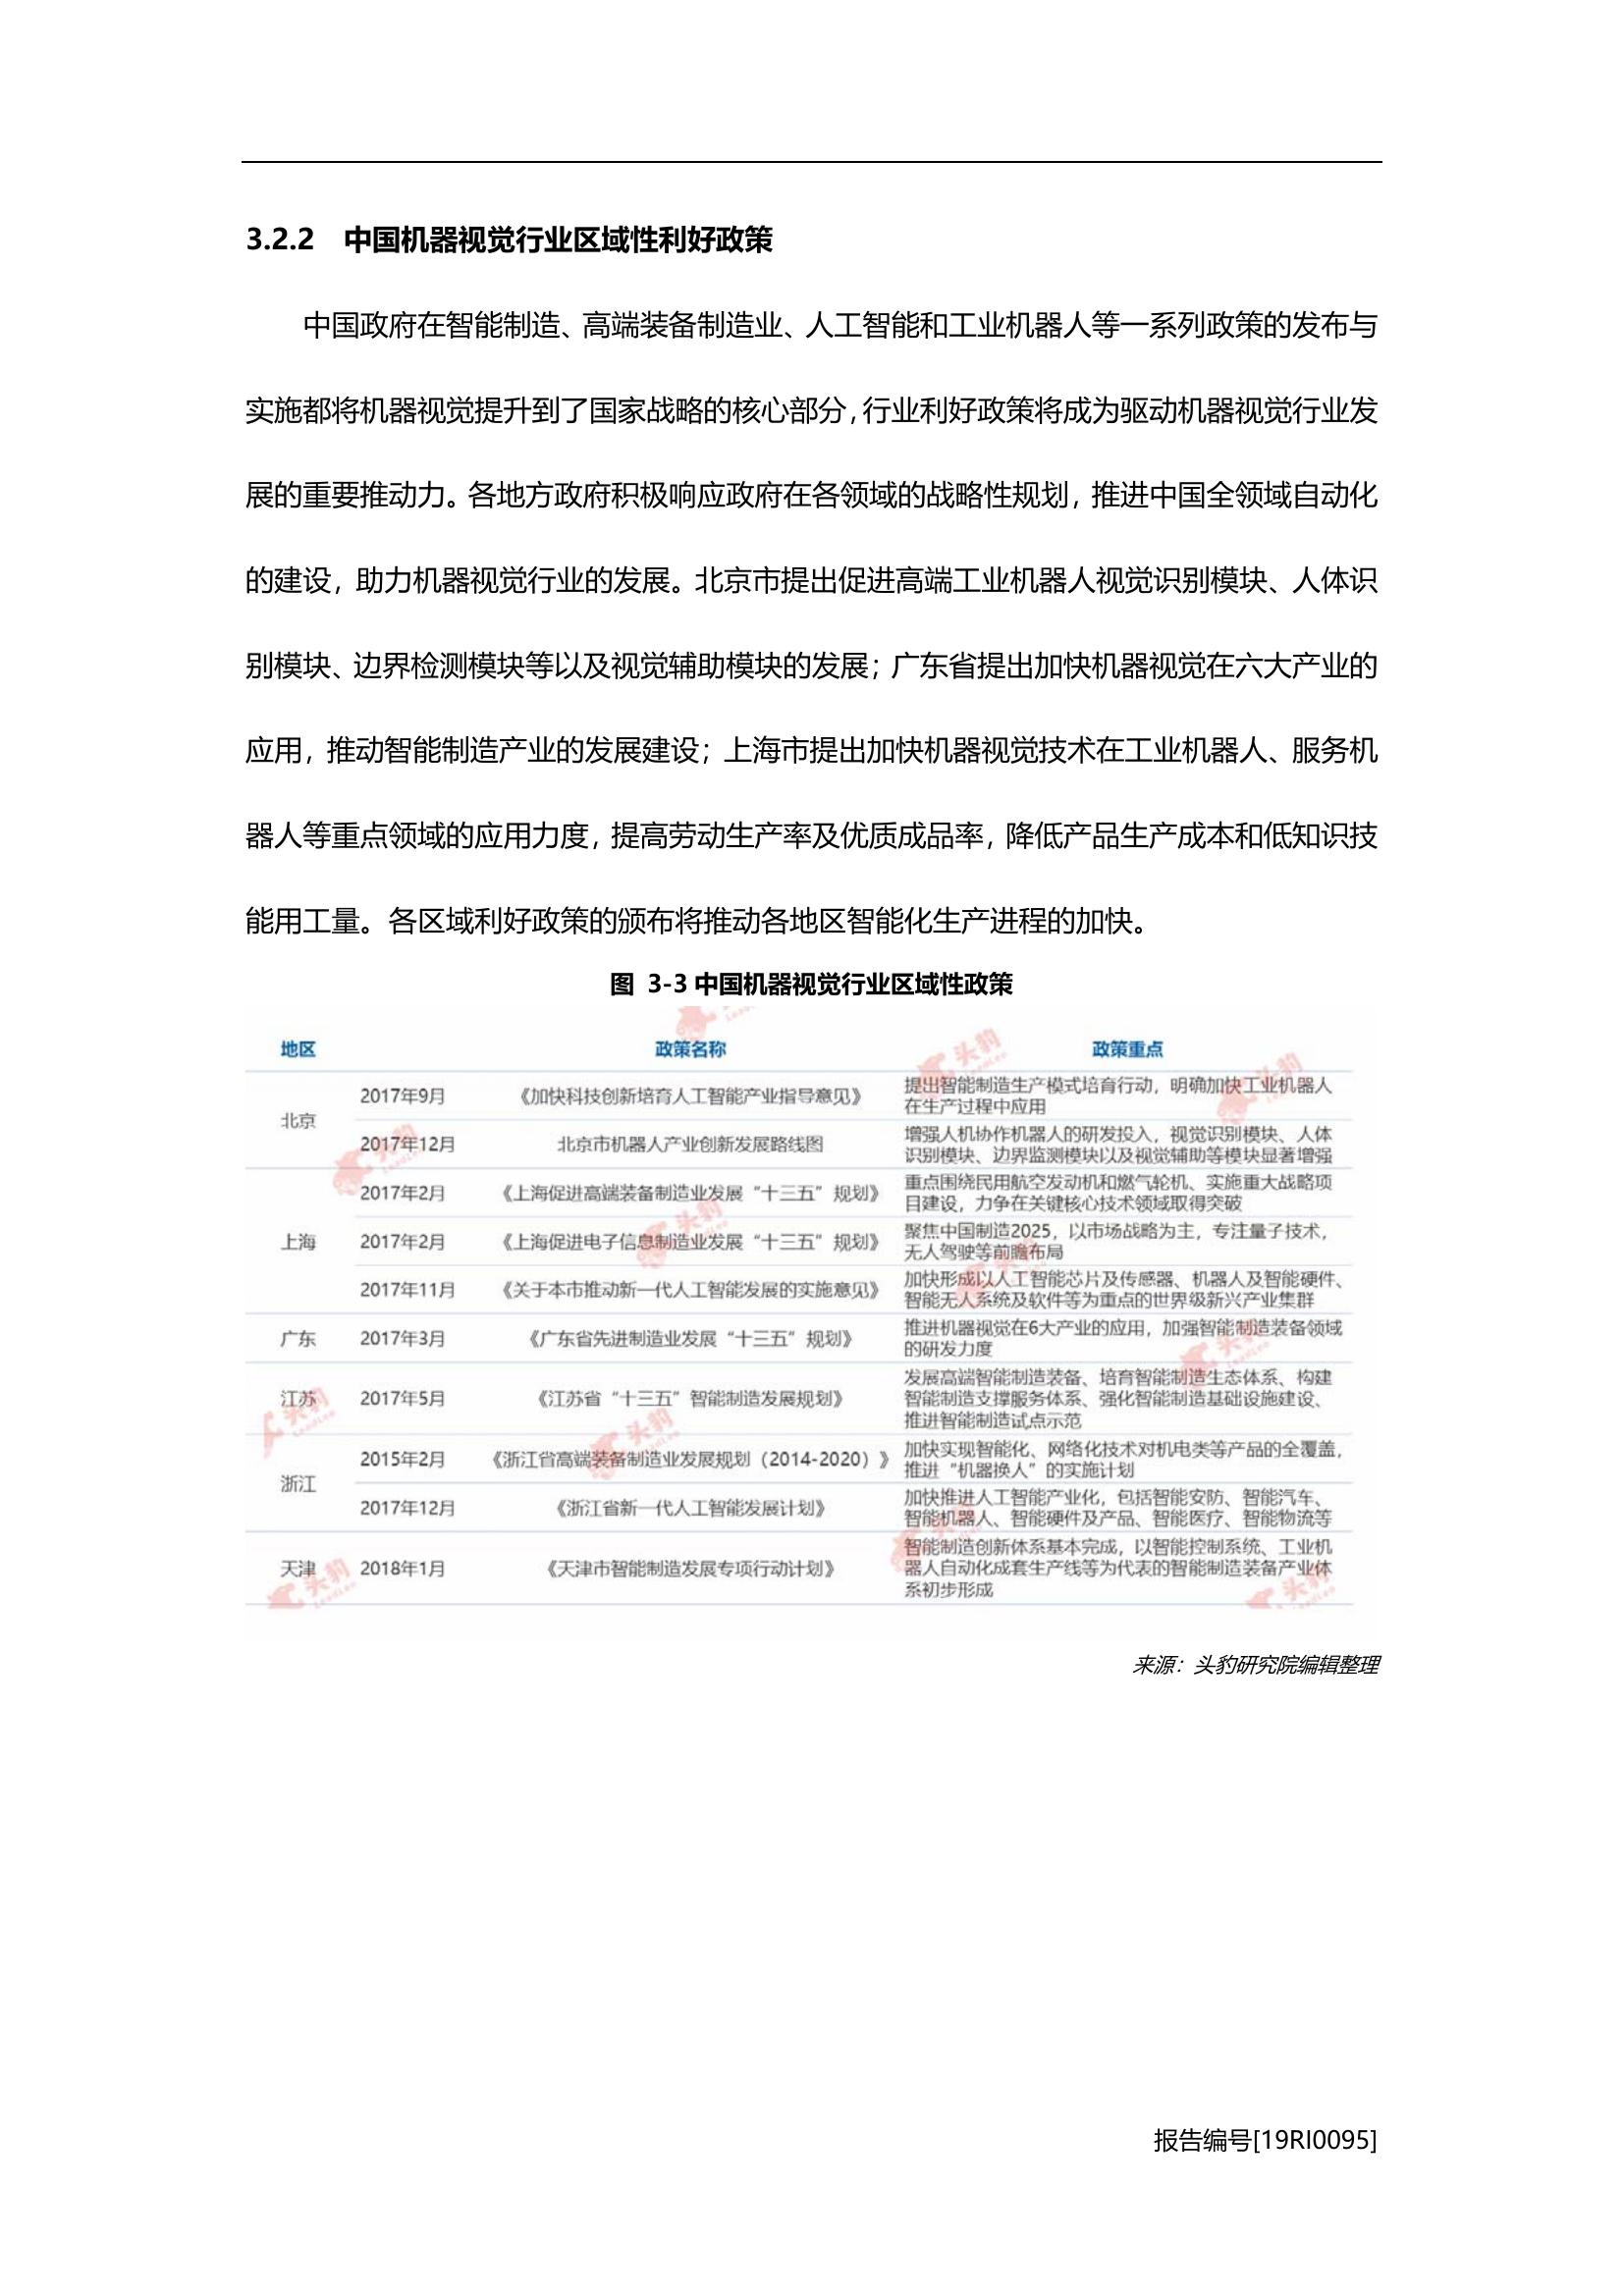 3.2.2 中国机器视觉行业区域性利好政策
中国政府在智能制造、高端装备制造业、人工智能和工业机器人等一系列政策的发布与
实施都将机器视觉提升到了国家战略的核心部分，行业利好政策将成为驱动机器视觉行业发
展的重要推动力。各地方政府积极响应政府在各领域的战略性规划，推进中国全领域自动化
的建设，助力机器视觉行业的发展。北京市提出促进高端工业机器人视觉识别模块、人体识
别模块、边界检测模块等以及视觉辅助模块的发展；广东省提出加快机器视觉在六大产业的
应用，推动智能制造产业的发展建设；上海市提出加快机器视觉技术在工业机器人、服务机
器人等重点领域的应用力度，提高劳动生产率及优质成品率，降低产品生产成本和低知识技
能用工量。各区域利好政策的颁布将推动各地区智能化生产进程的加快。
图 3-3 中国机器视觉行业区域性政策
地区 政策名称 政策重点
北京
2017年9月 《加快科技创新培育人工智能产业指导意见》
提出智能制造生产模式培育行动，明确加快工业机器人
在生产过程中应用
2017年12月 北京市机器人产业创新发展路线图
增强人机协作机器人的研发投入，视觉识别模块、人体
识别模块、边界监测模块以及视觉辅助等模块显著增强
上海
2017年2月 《上海促进高端装备制造业发展“十三五”规划》
重点围绕民用航空发动机和燃气轮机、实施重大战略项
目建设，力争在关键核心技术领域取得突破
2017年2月 《上海促进电子信息制造业发展“十三五”规划》
聚焦中国制造2025，以市场战略为主，专注量子技术，
无人驾驶等前瞻布局
2017年11月 《关于本市推动新一代人工智能发展的实施意见》
加快形成以人工智能芯片及传感器、机器人及智能硬件、
智能无人系统及软件等为重点的世界级新兴产业集群
广东 2017年3月 《广东省先进制造业发展“十三五”规划》
推进机器视觉在6大产业的应用，加强智能制造装备领域
的研发力度
江苏 2017年5月 《江苏省“十三五”智能制造发展规划》
发展高端智能制造装备、培育智能制造生态体系、构建
智能制造支撑服务体系、强化智能制造基础设施建设、
推进智能制造试点示范
浙江
2015年2月 《浙江省高端装备制造业发展规划（2014-2020）》
加快实现智能化、网络化技术对机电类等产品的全覆盖，
推进“机器换人”的实施计划
2017年12月 《浙江省新一代人工智能发展计划》
加快推进人工智能产业化，包括智能安防、智能汽车、
智能机器人、智能硬件及产品、智能医疗、智能物流等
天津 2018年1月 《天津市智能制造发展专项行动计划》
智能制造创新体系基本完成，以智能控制系统、工业机
器人自动化成套生产线等为代表的智能制造装备产业体
系初步形成
来源：头豹研究院编辑整理
报告编号[19RI0095]